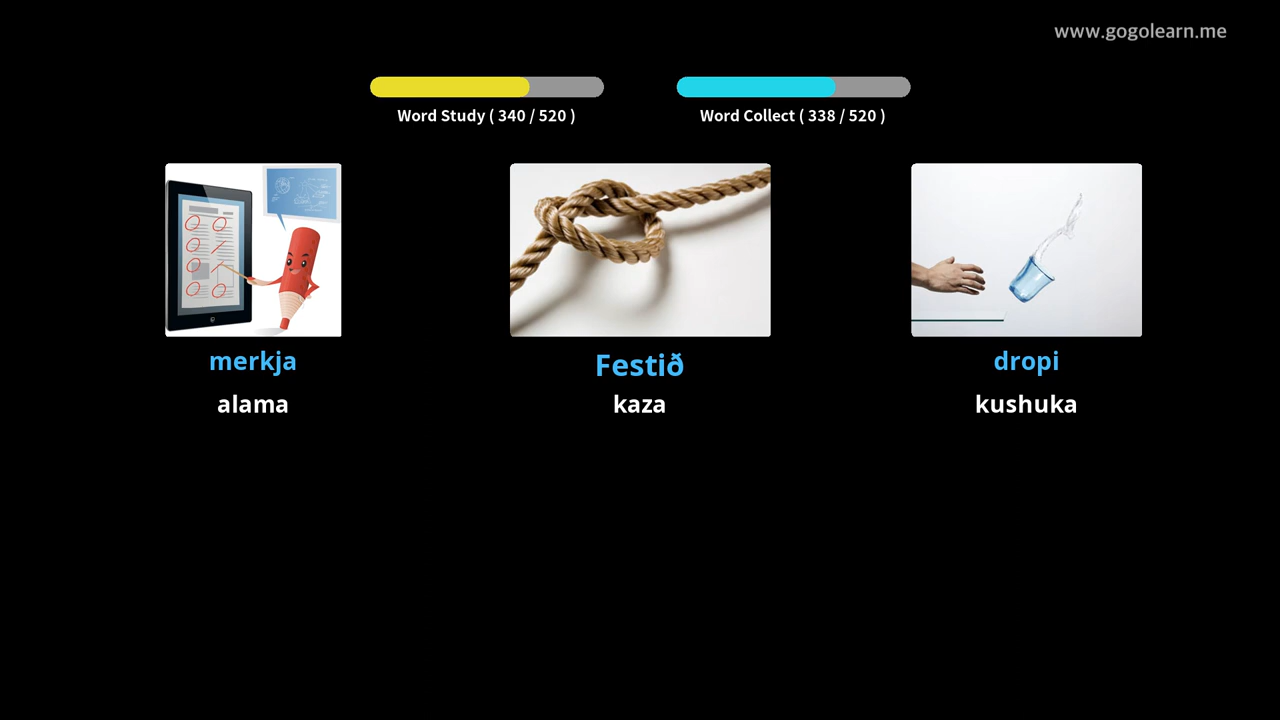 www.gogolearn.me
Word Study ( 340 / 520 )
Word Collect ( 338 / 520 )
merkja
Festið
dropi
alama
kaza
kushuka